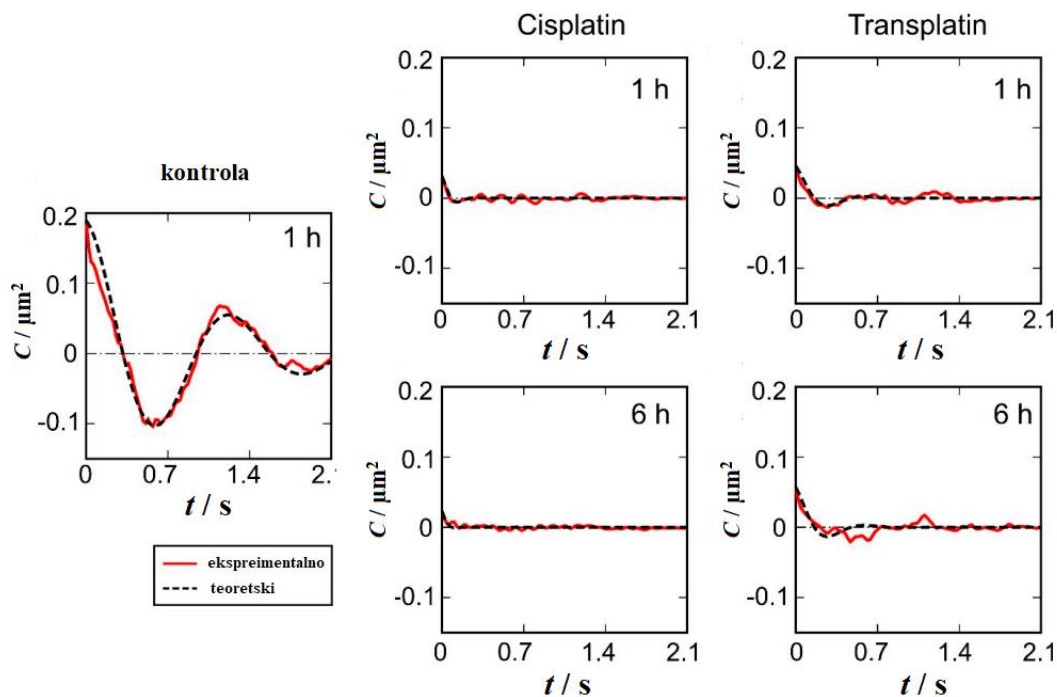 Cisplatin
Transplatin
kontrola
0.2
0.1
0
-0.1
C / µm²
1 h
0 0.7 1.4 2.
t / s
ekspreimentalno
teoretski
0.2
0.1
0
-0.1
C / µm²
1 h
0 0.7 1.4 2.1
t / s
0.2
0.1
0
-0.1
C / µm²
1 h
0 0.7 1.4 2.1
t / s
0.2
0.1
0
-0.1
C / µm²
6 h
0 0.7 1.4 2.1
t / s
0.2
0.1
0
-0.1
C / µm²
6 h
0 0.7 1.4 2.1
t / s